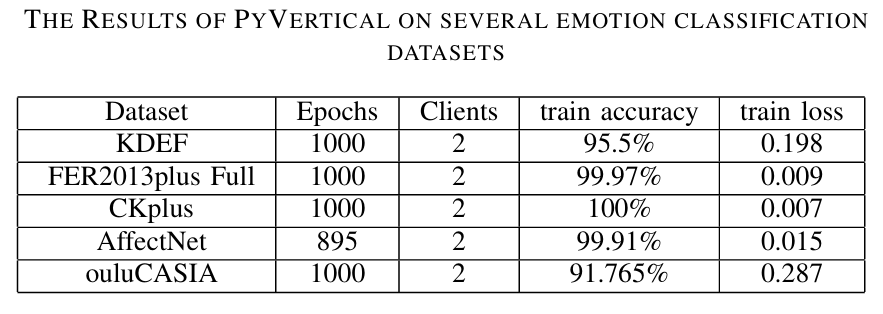 THE RESULTS OF PYVERTICAL ON SEVERAL EMOTION CLASSIFICATION
DATASETS
Dataset Epochs Clients train accuracy train loss
KDEF 1000 2 95.5% 0.198
FER2013plus Full 1000 2 99.97% 0.009
CKplus 1000 2 100% 0.007
AffectNet 895 2 99.91% 0.015
ouluCASIA 1000 2 91.765% 0.287